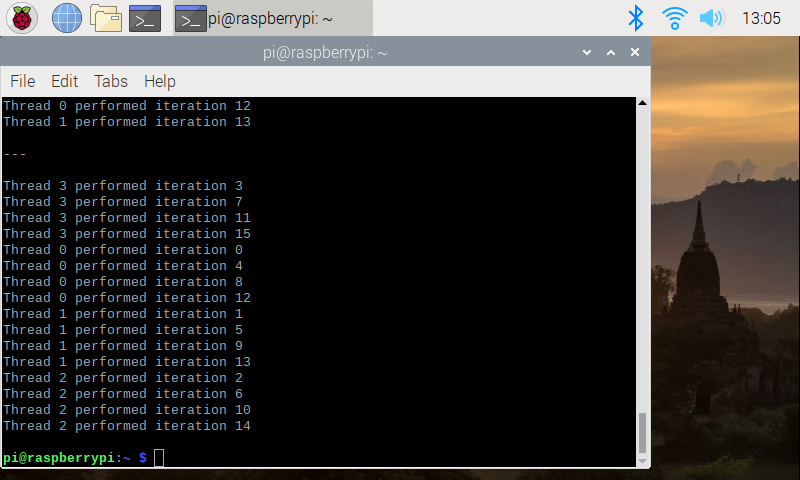 pi@raspberrypi: ~
13:05
pi@raspberrypi: ~
File Edit Tabs Help
Thread 0 performed iteration 12
Thread 1 performed iteration 13
---
Thread 3 performed iteration 3
Thread 3 performed iteration 7
Thread 3 performed iteration 11
Thread 3 performed iteration 15
Thread 0 performed iteration 0
Thread 0 performed iteration 4
Thread 0 performed iteration 8
Thread 0 performed iteration 12
Thread 1 performed iteration 1
Thread 1 performed iteration 5
Thread 1 performed iteration 9
Thread 1 performed iteration 13
Thread 2 performed iteration 2
Thread 2 performed iteration 6
Thread 2 performed iteration 10
Thread 2 performed iteration 14
pi@raspberrypi:~ $